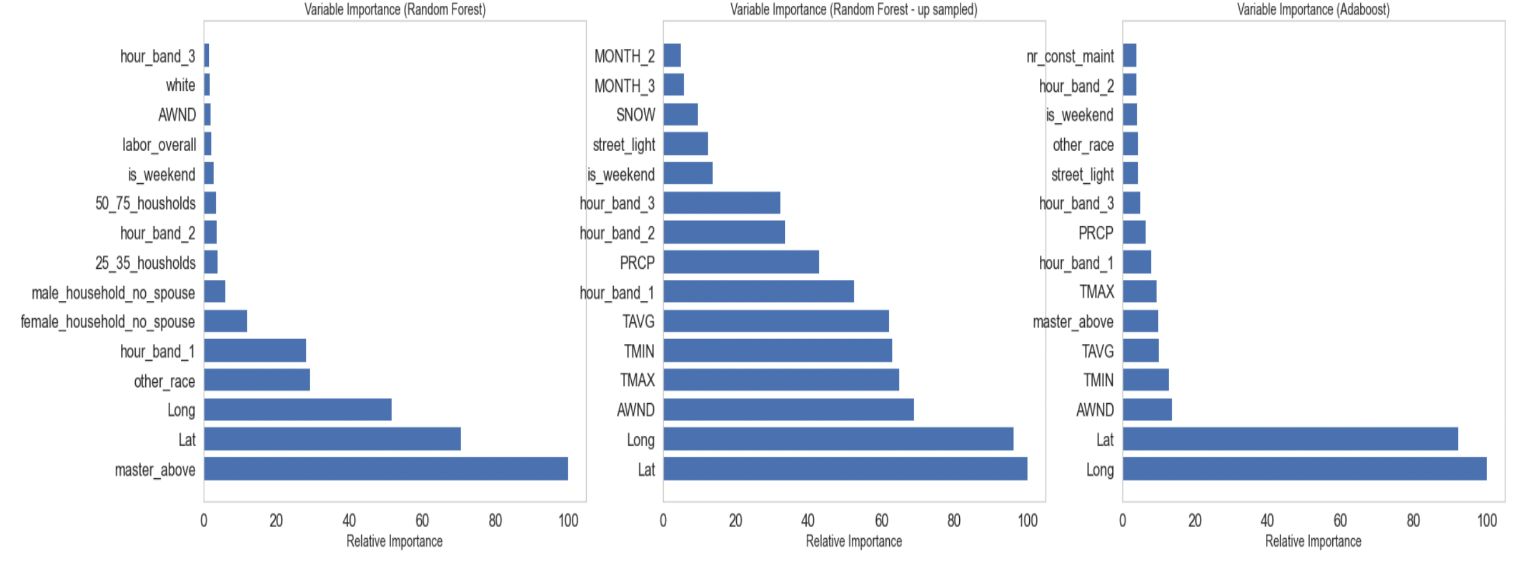 Variable Importance (Random Forest)
hour_band_3
white
AWND
labor_overall
is_weekend
50_75_housholds
hour_band_2
25_35_housholds
male_household_no_spouse
female_household_no_spouse
hour_band_1
other_race
Long
Lat
master_above
0 20 40 60 80 100
Relative Importance
Variable Importance (Random Forest - up sampled)
MONTH_2
MONTH_3
SNOW
street_light
is_weekend
hour_band_3
hour_band_2
PRCP
hour_band_1
TAVG
TMIN
TMAX
AWND
Long
Lat
0 20 40 60 80 100
Relative Importance
Variable Importance (Adaboost)
nr_const_maint
hour_band_2
is_weekend
other_race
street_light
hour_band_3
PRCP
hour_band_1
TMAX
master_above
TAVG
TMIN
AWND
Lat
Long
0 20 40 60 80 100
Relative Importance